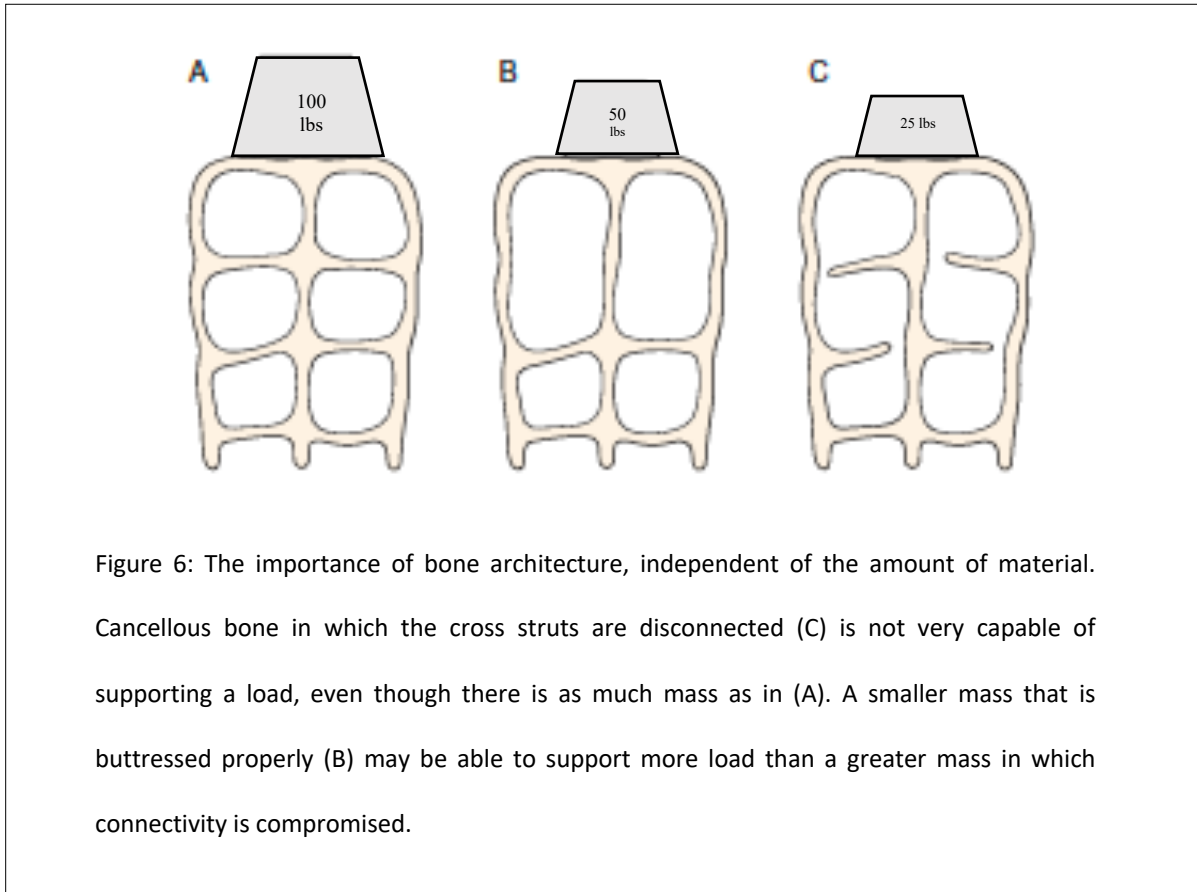 A
B
C
100
lbs
50
lbs
25 lbs
Figure 6: The importance of bone architecture, independent of the amount of material.
Cancellous bone in which the cross struts are disconnected (C) is not very capable of
supporting a load, even though there is as much mass as in (A). A smaller mass that is
buttressed properly (B) may be able to support more load than a greater mass in which
connectivity is compromised.